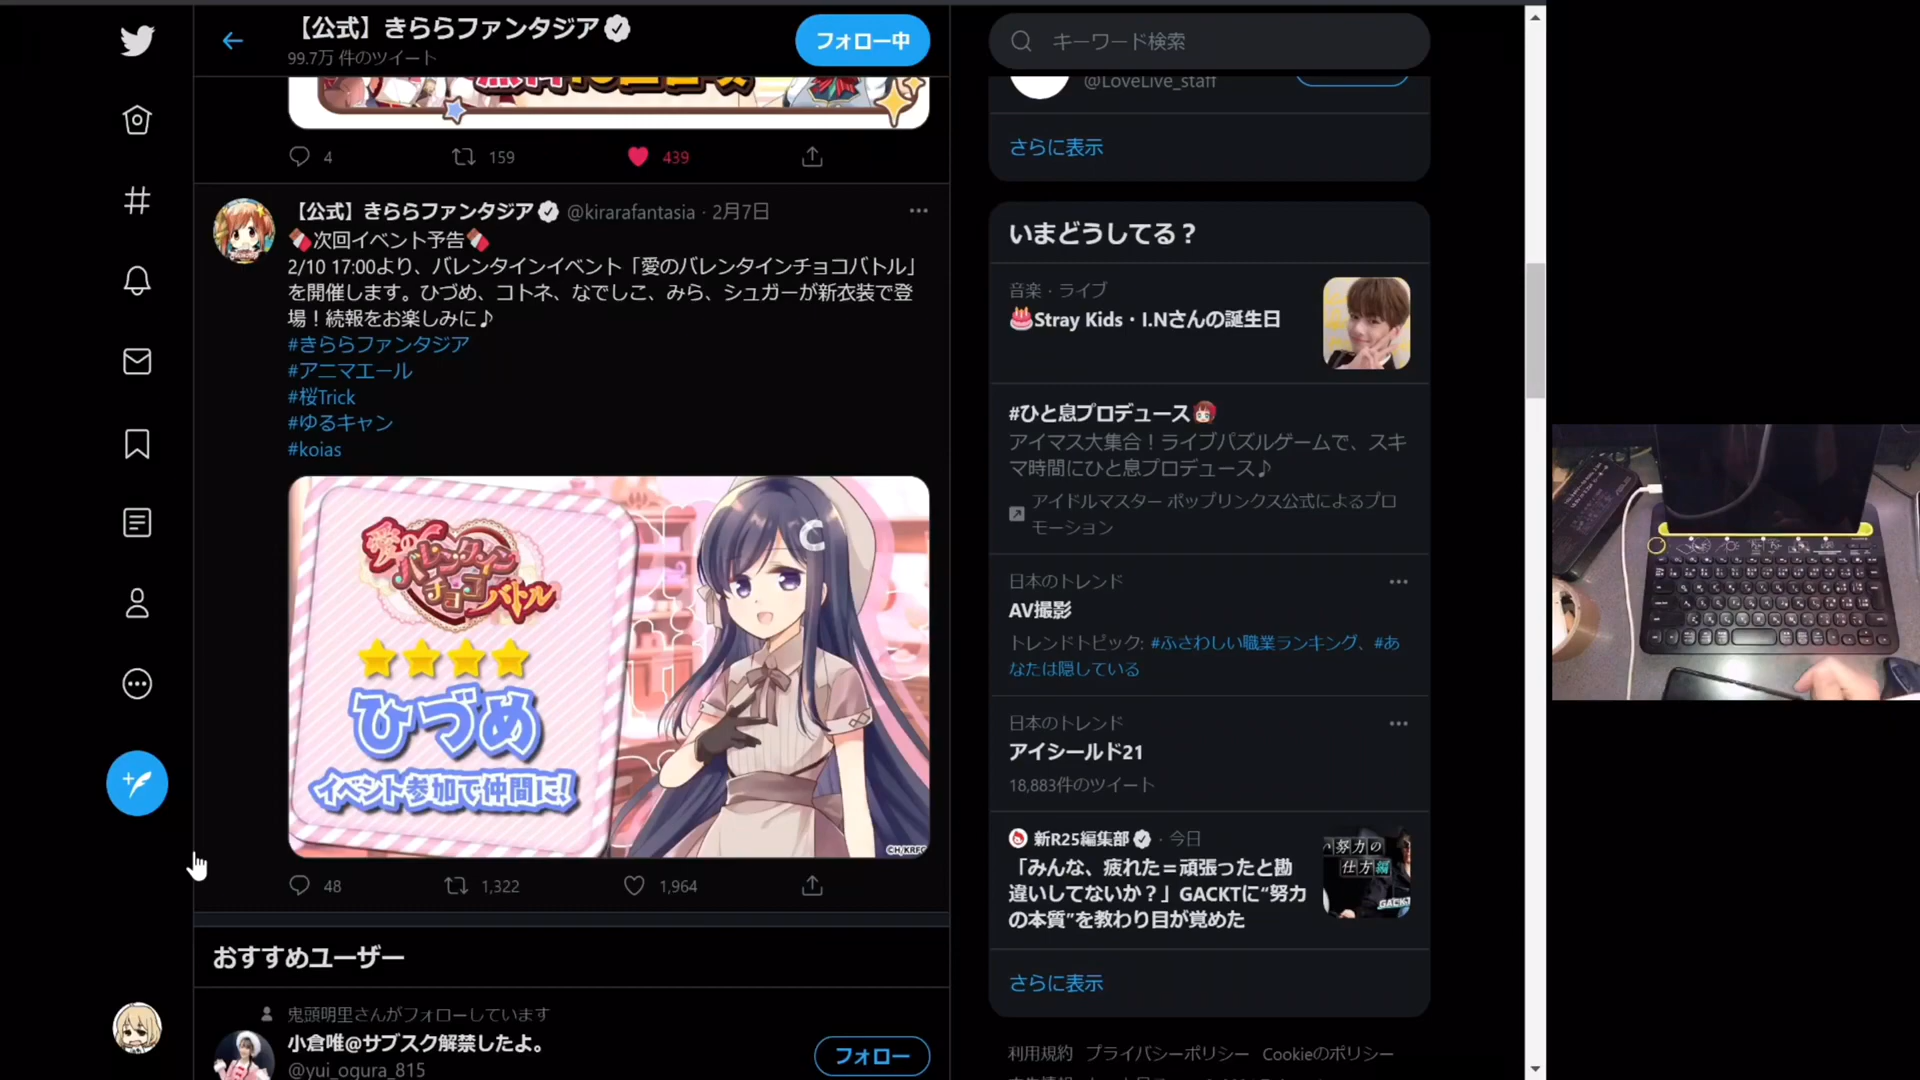 【公式】きららファンタジア
99.7万 件のツイート
フォロー中
キーワード検索
@LoveLive_staff
さらに表示
4
159
439
【公式】きららファンタジア @kirarafantasia · 2月7日
🍫次回イベント予告🍫
2/10 17:00より、バレンタインイベント「愛のバレンタインチョコバトル」
を開催します。ひづめ、コトネ、なでしこ、みら、シュガーが新衣装で登
場！続報をお楽しみに♪
#きららファンタジア
#アニマエール
#桜Trick
#ゆるキャン
#koias
愛の
バレンタイン
チョコバトル
ひづめ
イベント参加で仲間に!
CH/KRFC
48
1,322
1,964
おすすめユーザー
鬼頭明里さんがフォローしています
小倉唯@サブスク解禁したよ。
@yui_ogura_815
フォロー
いまどうしてる？
音楽・ライブ
🎂Stray Kids・I.Nさんの誕生日
#ひと息プロデュース
アイマス大集合！ライブパズルゲームで、スキ
マ時間にひと息プロデュース♪
アイドルマスター ポップリンクス公式によるプロ
モーション
日本のトレンド
AV撮影
トレンドトピック: #ふさわしい職業ランキング、#あ
なたは隠している
日本のトレンド
アイシールド21
18,883件のツイート
新R25編集部 · 今日
「みんな、疲れた＝頑張ったと勘
違いしてないか？」GACKTに“努力
の本質”を教わり目が覚めた
努力の
仕方編
GACKT
さらに表示
利用規約 プライバシーポリシー Cookieのポリシー